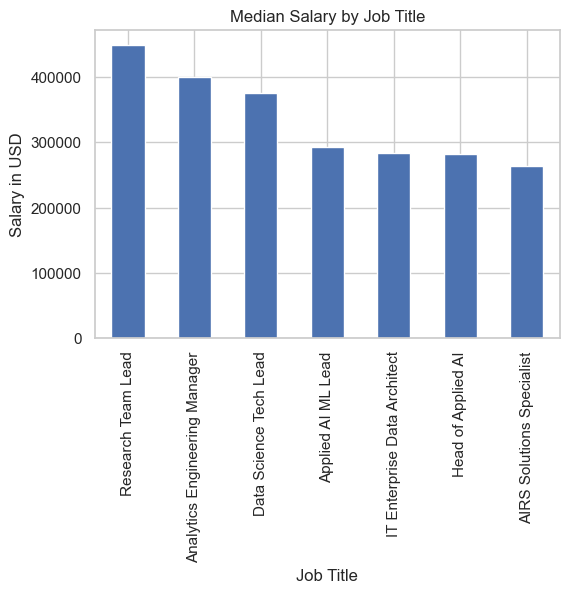 Median Salary by Job Title
Salary in USD
400000
300000
200000
100000
0
Research Team Lead
Analytics Engineering Manager
Data Science Tech Lead
Applied AI ML Lead
IT Enterprise Data Architect
Head of Applied AI
AIRS Solutions Specialist
Job Title